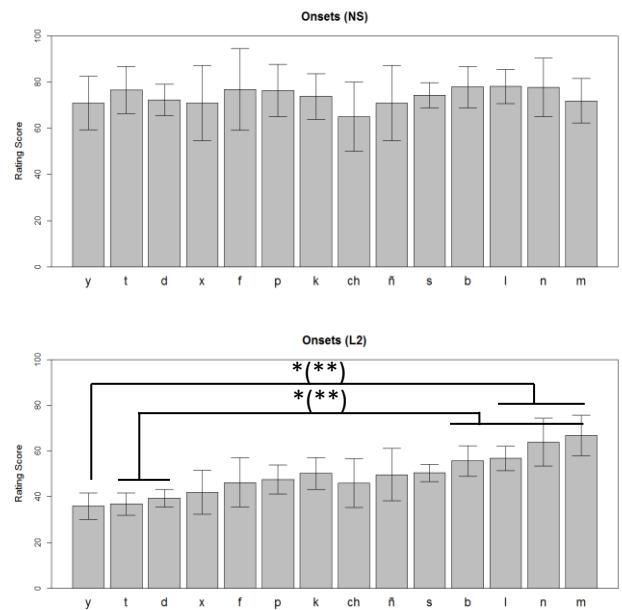 Onsets (NS)
Rating Score
100
80
60
40
20
0
y t d x f p k ch ñ s b l n m
Onsets (L2)
Rating Score
100
80
60
40
20
0
*(**)
*(**)
y t d x f p k ch ñ s b l n m